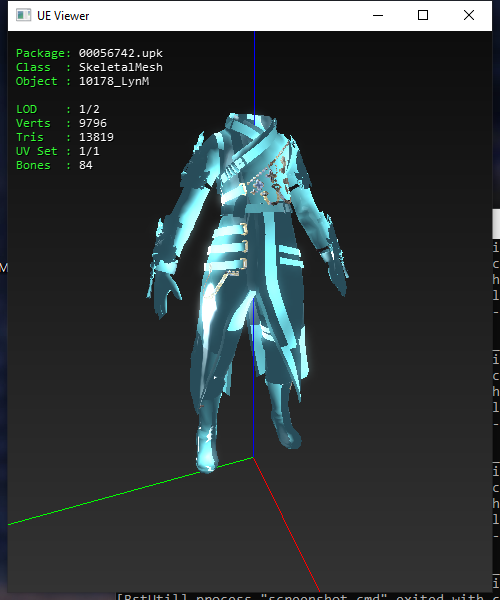 UE Viewer
Package: 00056742.upk
Class  : SkeletalMesh
Object : 10178_LynM
LOD    : 1/2
Verts  : 9796
Tris   : 13819
UV Set : 1/1
Bones  : 84
M
i
c
h
l
-
i
c
h
l
-
i
c
h
l
-
i
[BstUtil] process "screenshot.cmd" exited with c